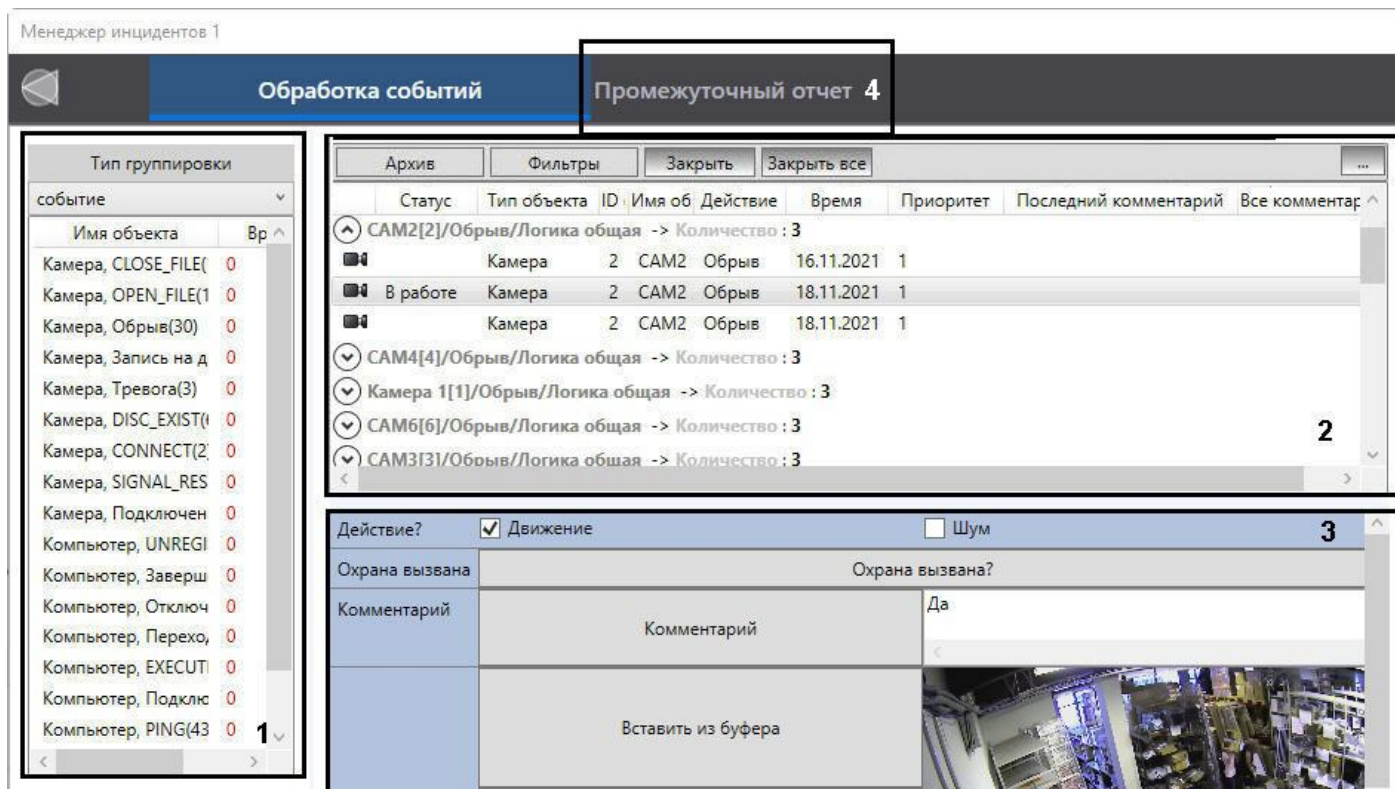 Менеджер инцидентов 1
Обработка событий
Промежуточный отчет 4
Тип группировки
событие
Имя объекта Вр
Камера, CLOSE_FILE( 0
Камера, OPEN_FILE(1 0
Камера, Обрыв(30) 0
Камера, Запись на д 0
Камера, Тревога(3) 0
Камера, DISC_EXIST( 0
Камера, CONNECT(2) 0
Камера, SIGNAL_RES 0
Камера, Подключен 0
Компьютер, UNREGI 0
Компьютер, Заверш 0
Компьютер, Отключ 0
Компьютер, Перехо 0
Компьютер, EXECUT 0
Компьютер, Подклю 0
Компьютер, PING(43 0
1
Архив Фильтры Закрыть Закрыть все ...
Статус Тип объекта ID Имя об Действие Время Приоритет Последний комментарий Все комментар
CAM2[2]/Обрыв/Логика общая -> Количество : 3
Камера 2 CAM2 Обрыв 16.11.2021 1
В работе Камера 2 CAM2 Обрыв 18.11.2021 1
Камера 2 CAM2 Обрыв 18.11.2021 1
CAM4[4]/Обрыв/Логика общая -> Количество : 3
Камера 1[1]/Обрыв/Логика общая -> Количество : 3
CAM6[6]/Обрыв/Логика общая -> Количество : 3
CAM3[3]/Обрыв/Логика общая -> Количество : 3
2
Действие? Движение Шум 3
Охрана вызвана Охрана вызвана?
Комментарий Комментарий Да
Вставить из буфера